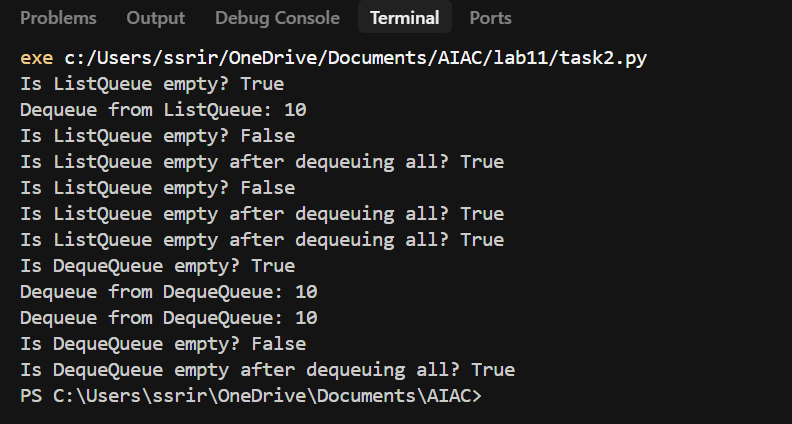 Problems Output Debug Console Terminal Ports
exe c:/Users/ssrir/OneDrive/Documents/AIAC/lab11/task2.py
Is ListQueue empty? True
Dequeue from ListQueue: 10
Is ListQueue empty? False
Is ListQueue empty after dequeuing all? True
Is ListQueue empty? False
Is ListQueue empty after dequeuing all? True
Is ListQueue empty after dequeuing all? True
Is DequeQueue empty? True
Dequeue from DequeQueue: 10
Dequeue from DequeQueue: 10
Is DequeQueue empty? False
Is DequeQueue empty after dequeuing all? True
PS C:\Users\ssrir\OneDrive\Documents\AIAC>